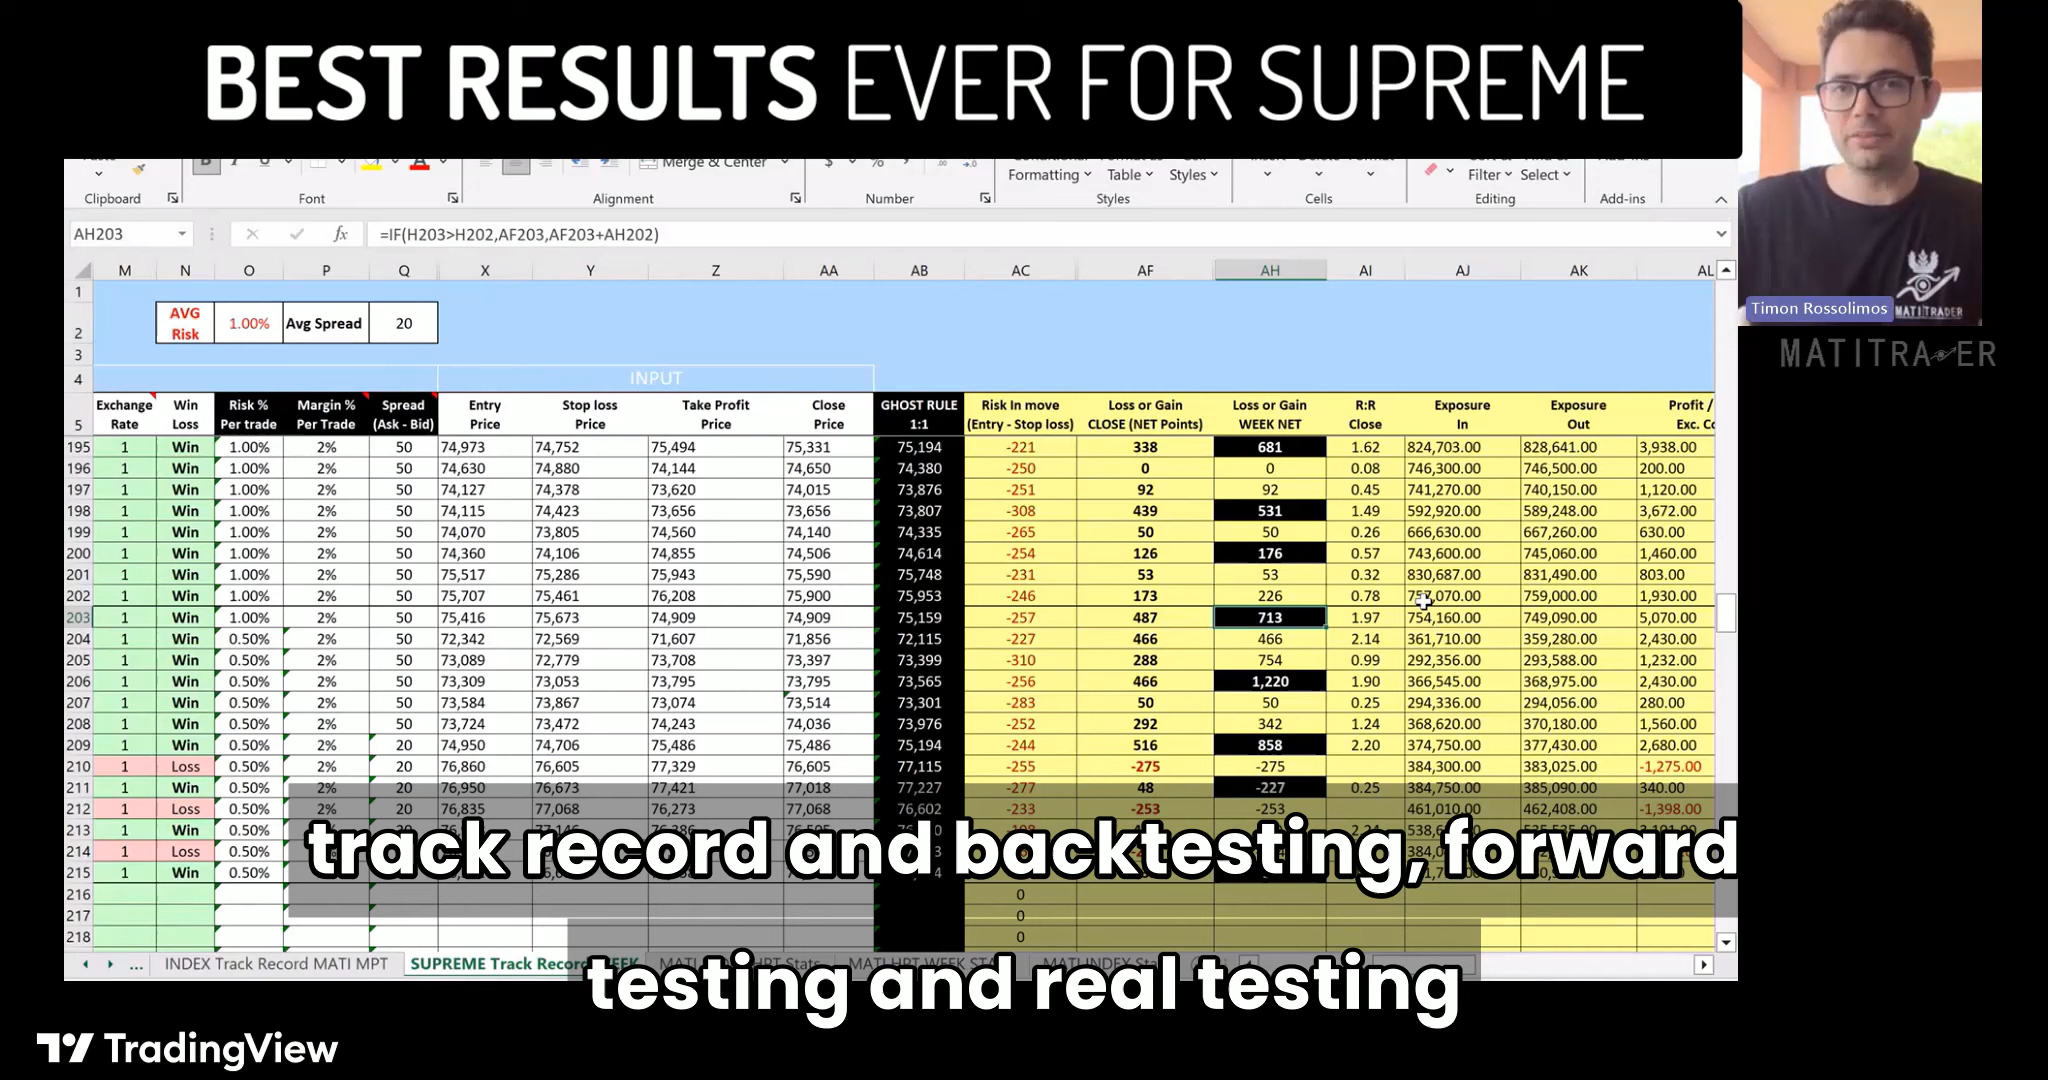 BEST RESULTS EVER FOR SUPREME
Timon Rossolimos
MATITRADER
MATITRADER
Merge & Center
$ %
Formatting Table Styles
Filter Select
Clipboard Font Alignment Number Styles Cells Editing Add-ins
AH203 fx =IF(H203>H202,AF203,AF203+AH202)
M N O P Q X Y Z AA AB AC AF AH AI AJ AK AL
1
2 AVG Risk 1.00% Avg Spread 20
3
4 INPUT
Exchange Win Risk % Margin % Spread Entry Stop loss Take Profit Close GHOST RULE Risk In move Loss or Gain Loss or Gain R:R Exposure Exposure Profit /
5 Rate Loss Per trade Per Trade (Ask - Bid) Price Price Price Price 1:1 (Entry - Stop loss) CLOSE (NET Points) WEEK NET Close In Out Exc. Co
195 1 Win 1.00% 2% 50 74,973 74,752 75,494 75,331 75,194 -221 338 681 1.62 824,703.00 828,641.00 3,938.00
196 1 Win 1.00% 2% 50 74,630 74,880 74,144 74,650 74,380 -250 0 0 0.08 746,300.00 746,500.00 200.00
197 1 Win 1.00% 2% 50 74,127 74,378 73,620 74,015 73,876 -251 92 92 0.45 741,270.00 740,150.00 1,120.00
198 1 Win 1.00% 2% 50 74,115 74,423 73,656 73,656 73,807 -308 439 531 1.49 592,920.00 589,248.00 3,672.00
199 1 Win 1.00% 2% 50 74,070 73,805 74,560 74,140 74,335 -265 50 50 0.26 666,630.00 667,260.00 630.00
200 1 Win 1.00% 2% 50 74,360 74,106 74,855 74,506 74,614 -254 126 176 0.57 743,600.00 745,060.00 1,460.00
201 1 Win 1.00% 2% 50 75,517 75,286 75,943 75,590 75,748 -231 53 53 0.32 830,687.00 831,490.00 803.00
202 1 Win 1.00% 2% 50 75,707 75,461 76,208 75,900 75,953 -246 173 226 0.78 757,070.00 759,000.00 1,930.00
203 1 Win 1.00% 2% 50 75,416 75,673 74,909 74,909 75,159 -257 487 713 1.97 754,160.00 749,090.00 5,070.00
204 1 Win 0.50% 2% 50 72,342 72,569 71,607 71,856 72,115 -227 466 466 2.14 361,710.00 359,280.00 2,430.00
205 1 Win 0.50% 2% 50 73,089 72,779 73,708 73,397 73,399 -310 288 754 0.99 292,356.00 293,588.00 1,232.00
206 1 Win 0.50% 2% 50 73,309 73,053 73,795 73,795 73,565 -256 466 1,220 1.90 366,545.00 368,975.00 2,430.00
207 1 Win 0.50% 2% 50 73,584 73,867 73,074 73,514 73,301 -283 50 50 0.25 294,336.00 294,056.00 280.00
208 1 Win 0.50% 2% 50 73,724 73,472 74,243 74,036 73,976 -252 292 342 1.24 368,620.00 370,180.00 1,560.00
209 1 Win 0.50% 2% 20 74,950 74,706 75,486 75,486 75,194 -244 516 858 2.20 374,750.00 377,430.00 2,680.00
210 1 Loss 0.50% 2% 20 76,860 76,605 77,329 76,605 77,115 -255 -275 -275 384,300.00 383,025.00 -1,275.00
211 1 Win 0.50% 2% 20 76,950 76,673 77,421 77,018 77,227 -277 48 -227 0.25 384,750.00 385,090.00 340.00
212 1 Loss 0.50% 2% 20 76,835 77,068 76,273 77,068 76,602 -233 -253 -253 461,010.00 462,408.00 -1,398.00
213 1 Win 0.50%
214 1 Loss 0.50%
215 1 Win 0.50%
216 0
217 0
218 0
track record and backtesting, forward
testing and real testing
... INDEX Track Record MATI MPT SUPREME Track Record
TradingView